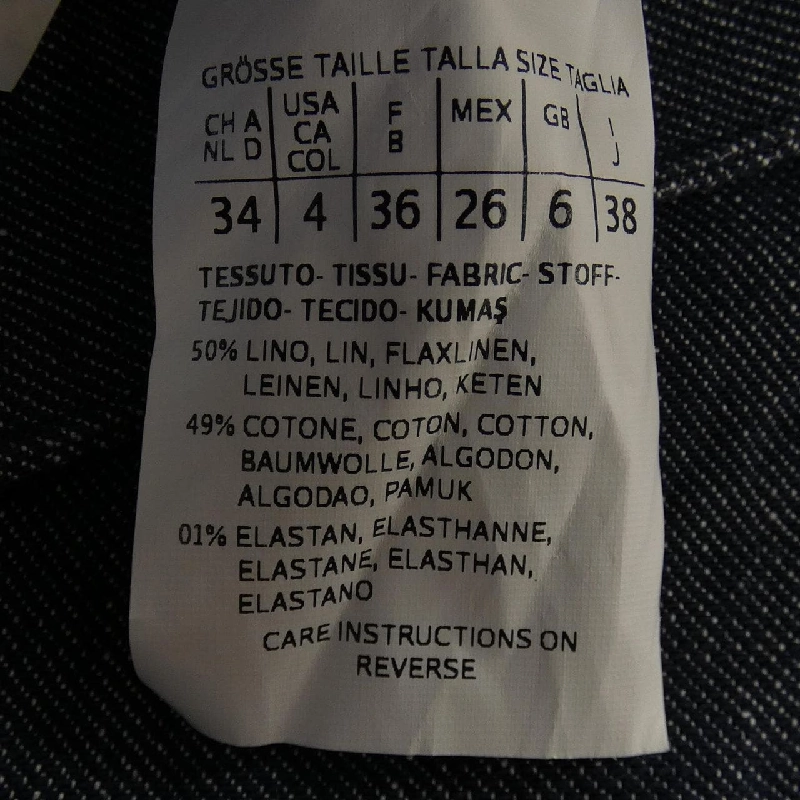 GRÖSSE TAILLE TALLA SIZE TAGLIA
CH A USA F MEX GB I
NL D CA B J
COL
34 4 36 26 6 38
TESSUTO- TISSU- FABRIC- STOFF-
TEJIDO- TECIDO- KUMAŞ
50% LINO, LIN, FLAXLINEN,
LEINEN, LINHO, KETEN
49% COTONE, COTON, COTTON,
BAUMWOLLE, ALGODON,
ALGODAO, PAMUK
01% ELASTAN, ELASTHANNE,
ELASTANE, ELASTHAN,
ELASTANO
CARE INSTRUCTIONS ON
REVERSE